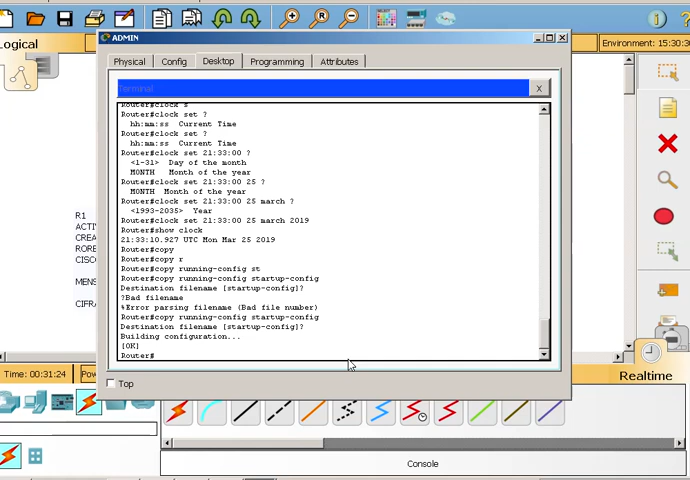 ADMIN
Logical
Environment: 15:30:3
Physical
Config
Desktop
Programming
Attributes
Terminal
X
Router#clock s
Router#clock set ?
hh:mm:ss Current Time
Router#clock set ?
hh:mm:ss Current Time
Router#clock set 21:33:00 ?
<1-31> Day of the month
MONTH Month of the year
Router#clock set 21:33:00 25 ?
MONTH Month of the year
Router#clock set 21:33:00 25 march ?
<1993-2035> Year
Router#clock set 21:33:00 25 march 2019
Router#show clock
21:33:10.927 UTC Mon Mar 25 2019
Router#copy
Router#copy r
Router#copy running-config st
Router#copy running-config startup-config
Destination filename [startup-config]?
?Bad filename
%Error parsing filename (Bad file number)
Router#copy running-config startup-config
Destination filename [startup-config]?
Building configuration...
[OK]
Router#
R1
ACTI
CREA
RORE
CISC
MENS
CIFRA
Top
Time: 00:31:24
Pow
Realtime
Console